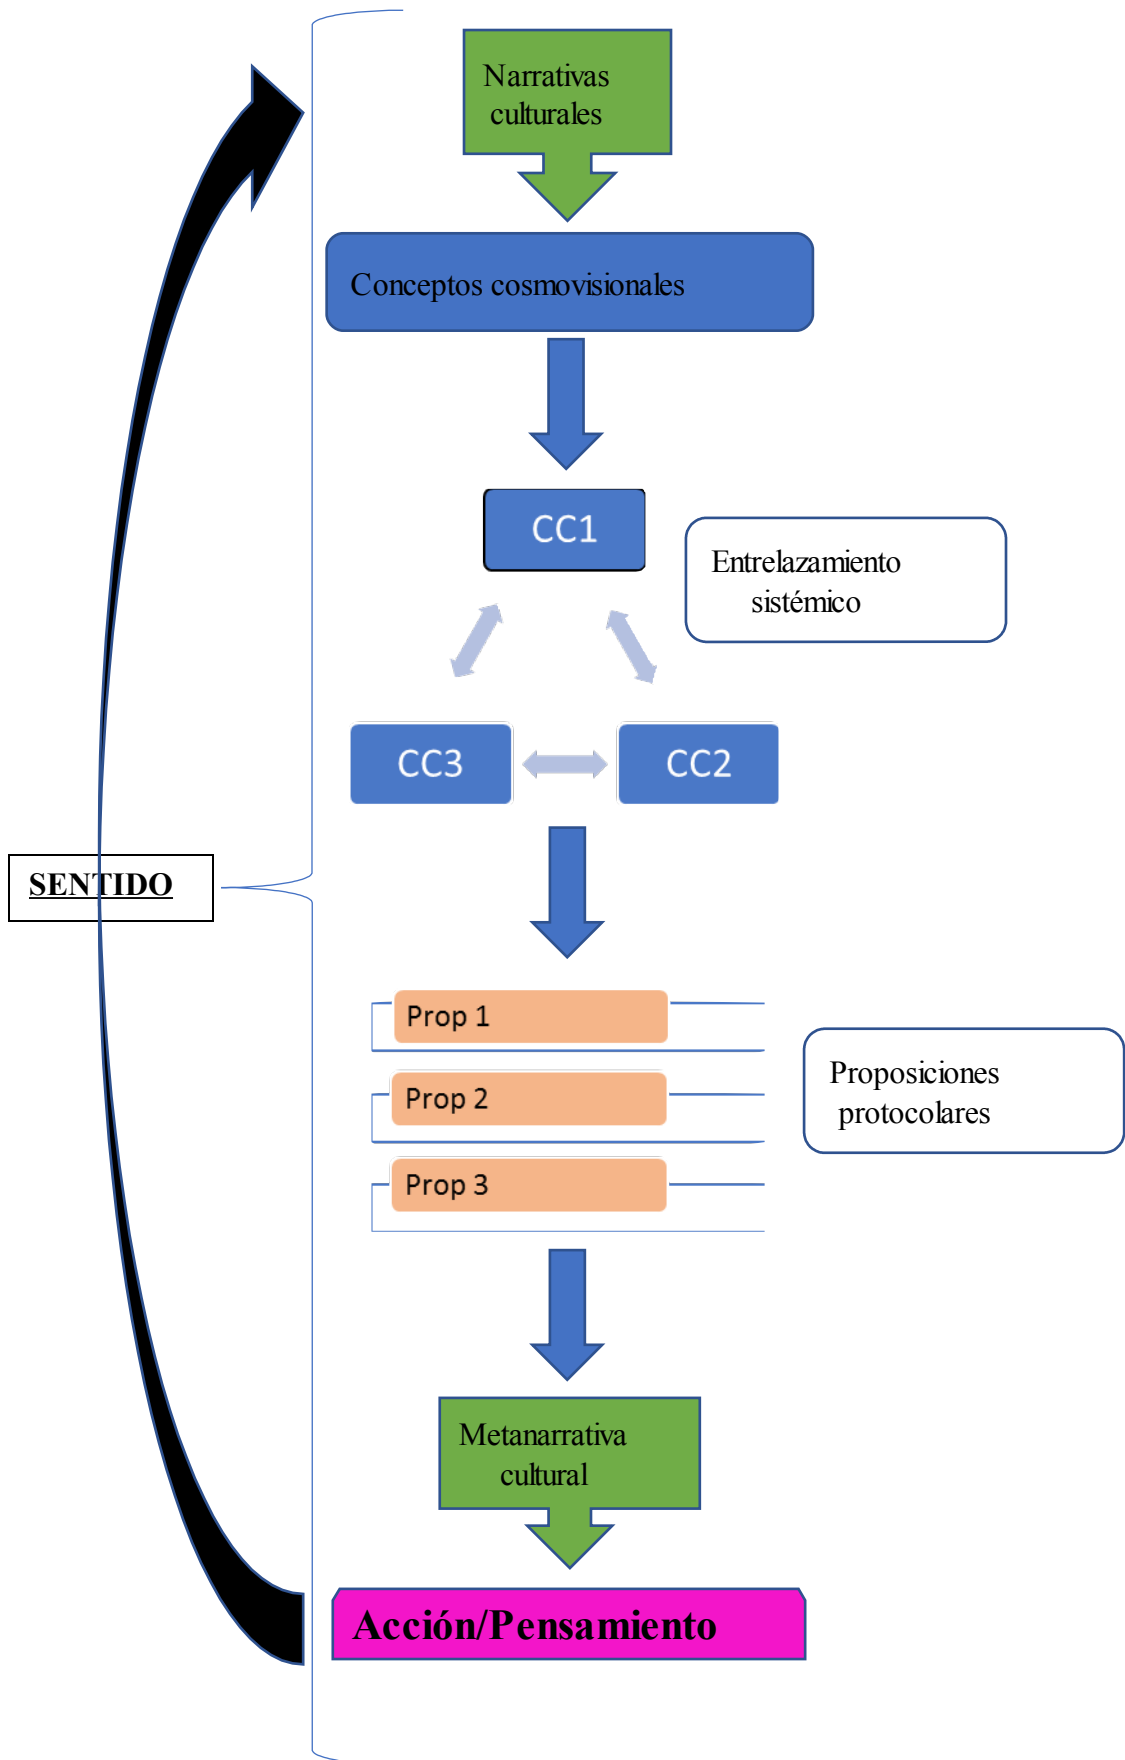 Narrativas
culturales
Conceptos cosmovisionales
CC1
Entrelazamiento
sistémico
CC3
CC2
SENTIDO
Prop 1
Prop 2
Prop 3
Proposiciones
protocolares
Metanarrativa
cultural
Acción/Pensamiento